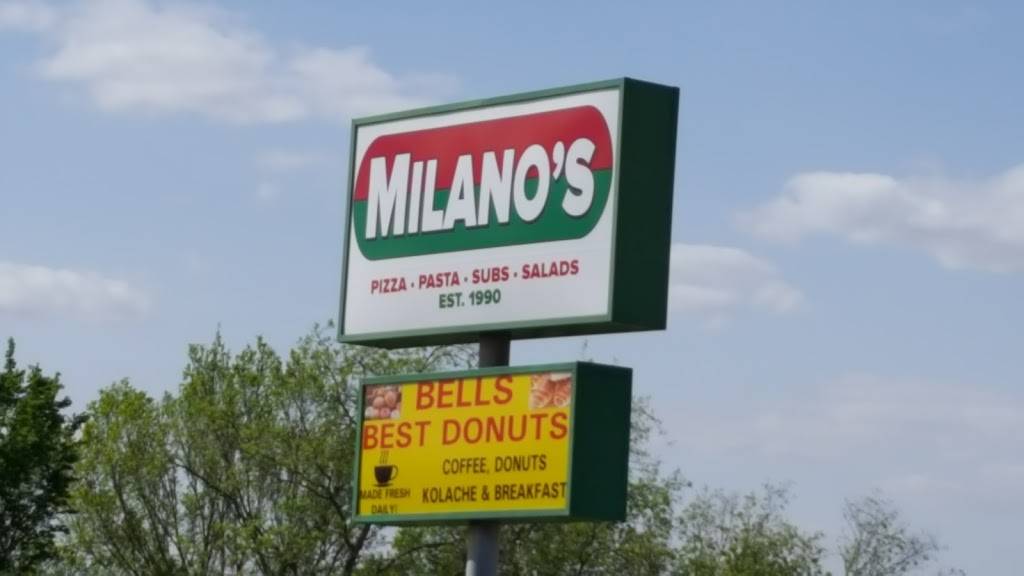 MILANO'S
PIZZA • PASTA • SUBS • SALADS
EST. 1990
BELLS
BEST DONUTS
COFFEE, DONUTS
KOLACHE & BREAKFAST
MADE FRESH
DAILY!